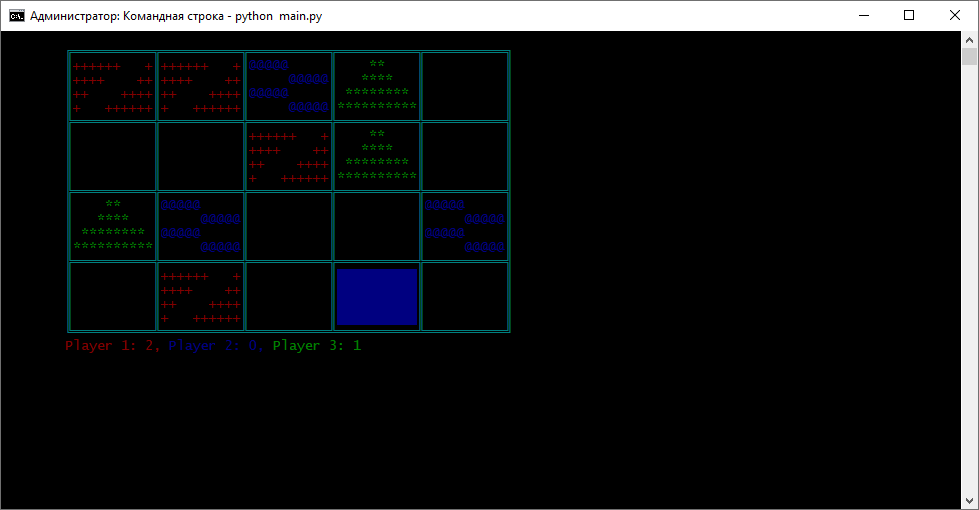 Администратор: Командная строка - python  main.py
++++++   + ++++++   + @@@@@ **
++++    ++ ++++    ++ @@@@@ ****
++    ++++ ++    ++++ @@@@@ ********
+   ++++++ +   ++++++ @@@@@ **********
++++++   + **
++++    ++ ****
++    ++++ ********
+   ++++++ **********
** @@@@@ @@@@@
**** @@@@@ @@@@@
******** @@@@@ @@@@@
********** @@@@@ @@@@@
++++++   +
++++    ++
++    ++++
+   ++++++
Player 1: 2, Player 2: 0, Player 3: 1